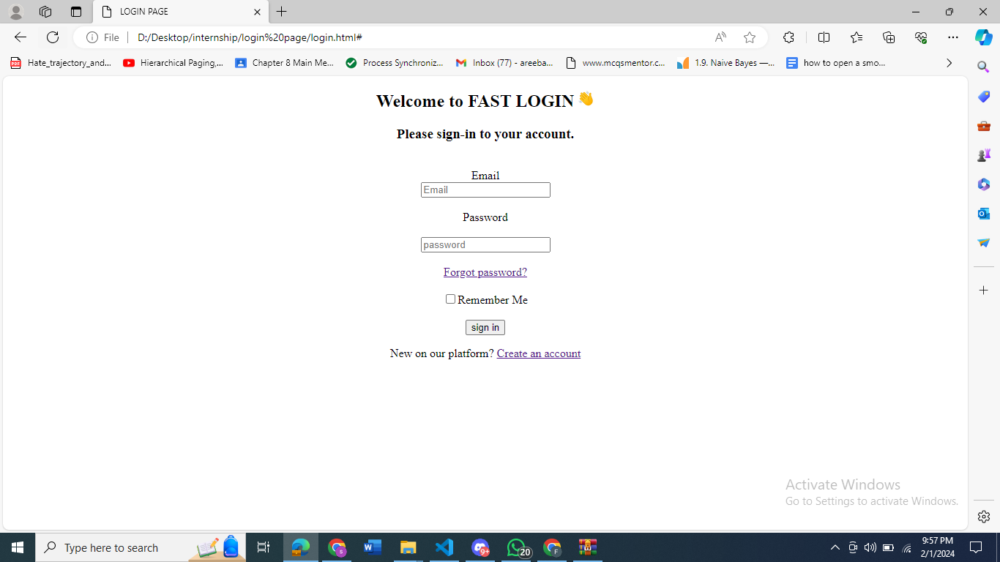 LOGIN PAGE
File
D:/Desktop/internship/login%20page/login.html#
Hate_trajectory_and...
Hierarchical Paging,...
Chapter 8 Main Me...
Process Synchroniz...
Inbox (77) - areeba...
www.mcqsmentor.c...
1.9. Naive Bayes —...
how to open a smo...
Welcome to FAST LOGIN 👋
Please sign-in to your account.
Email
Email
Password
password
Forgot password?
Remember Me
sign in
New on our platform? Create an account
Activate Windows
Go to Settings to activate Windows.
Type here to search
9+
20
9:57 PM
2/1/2024